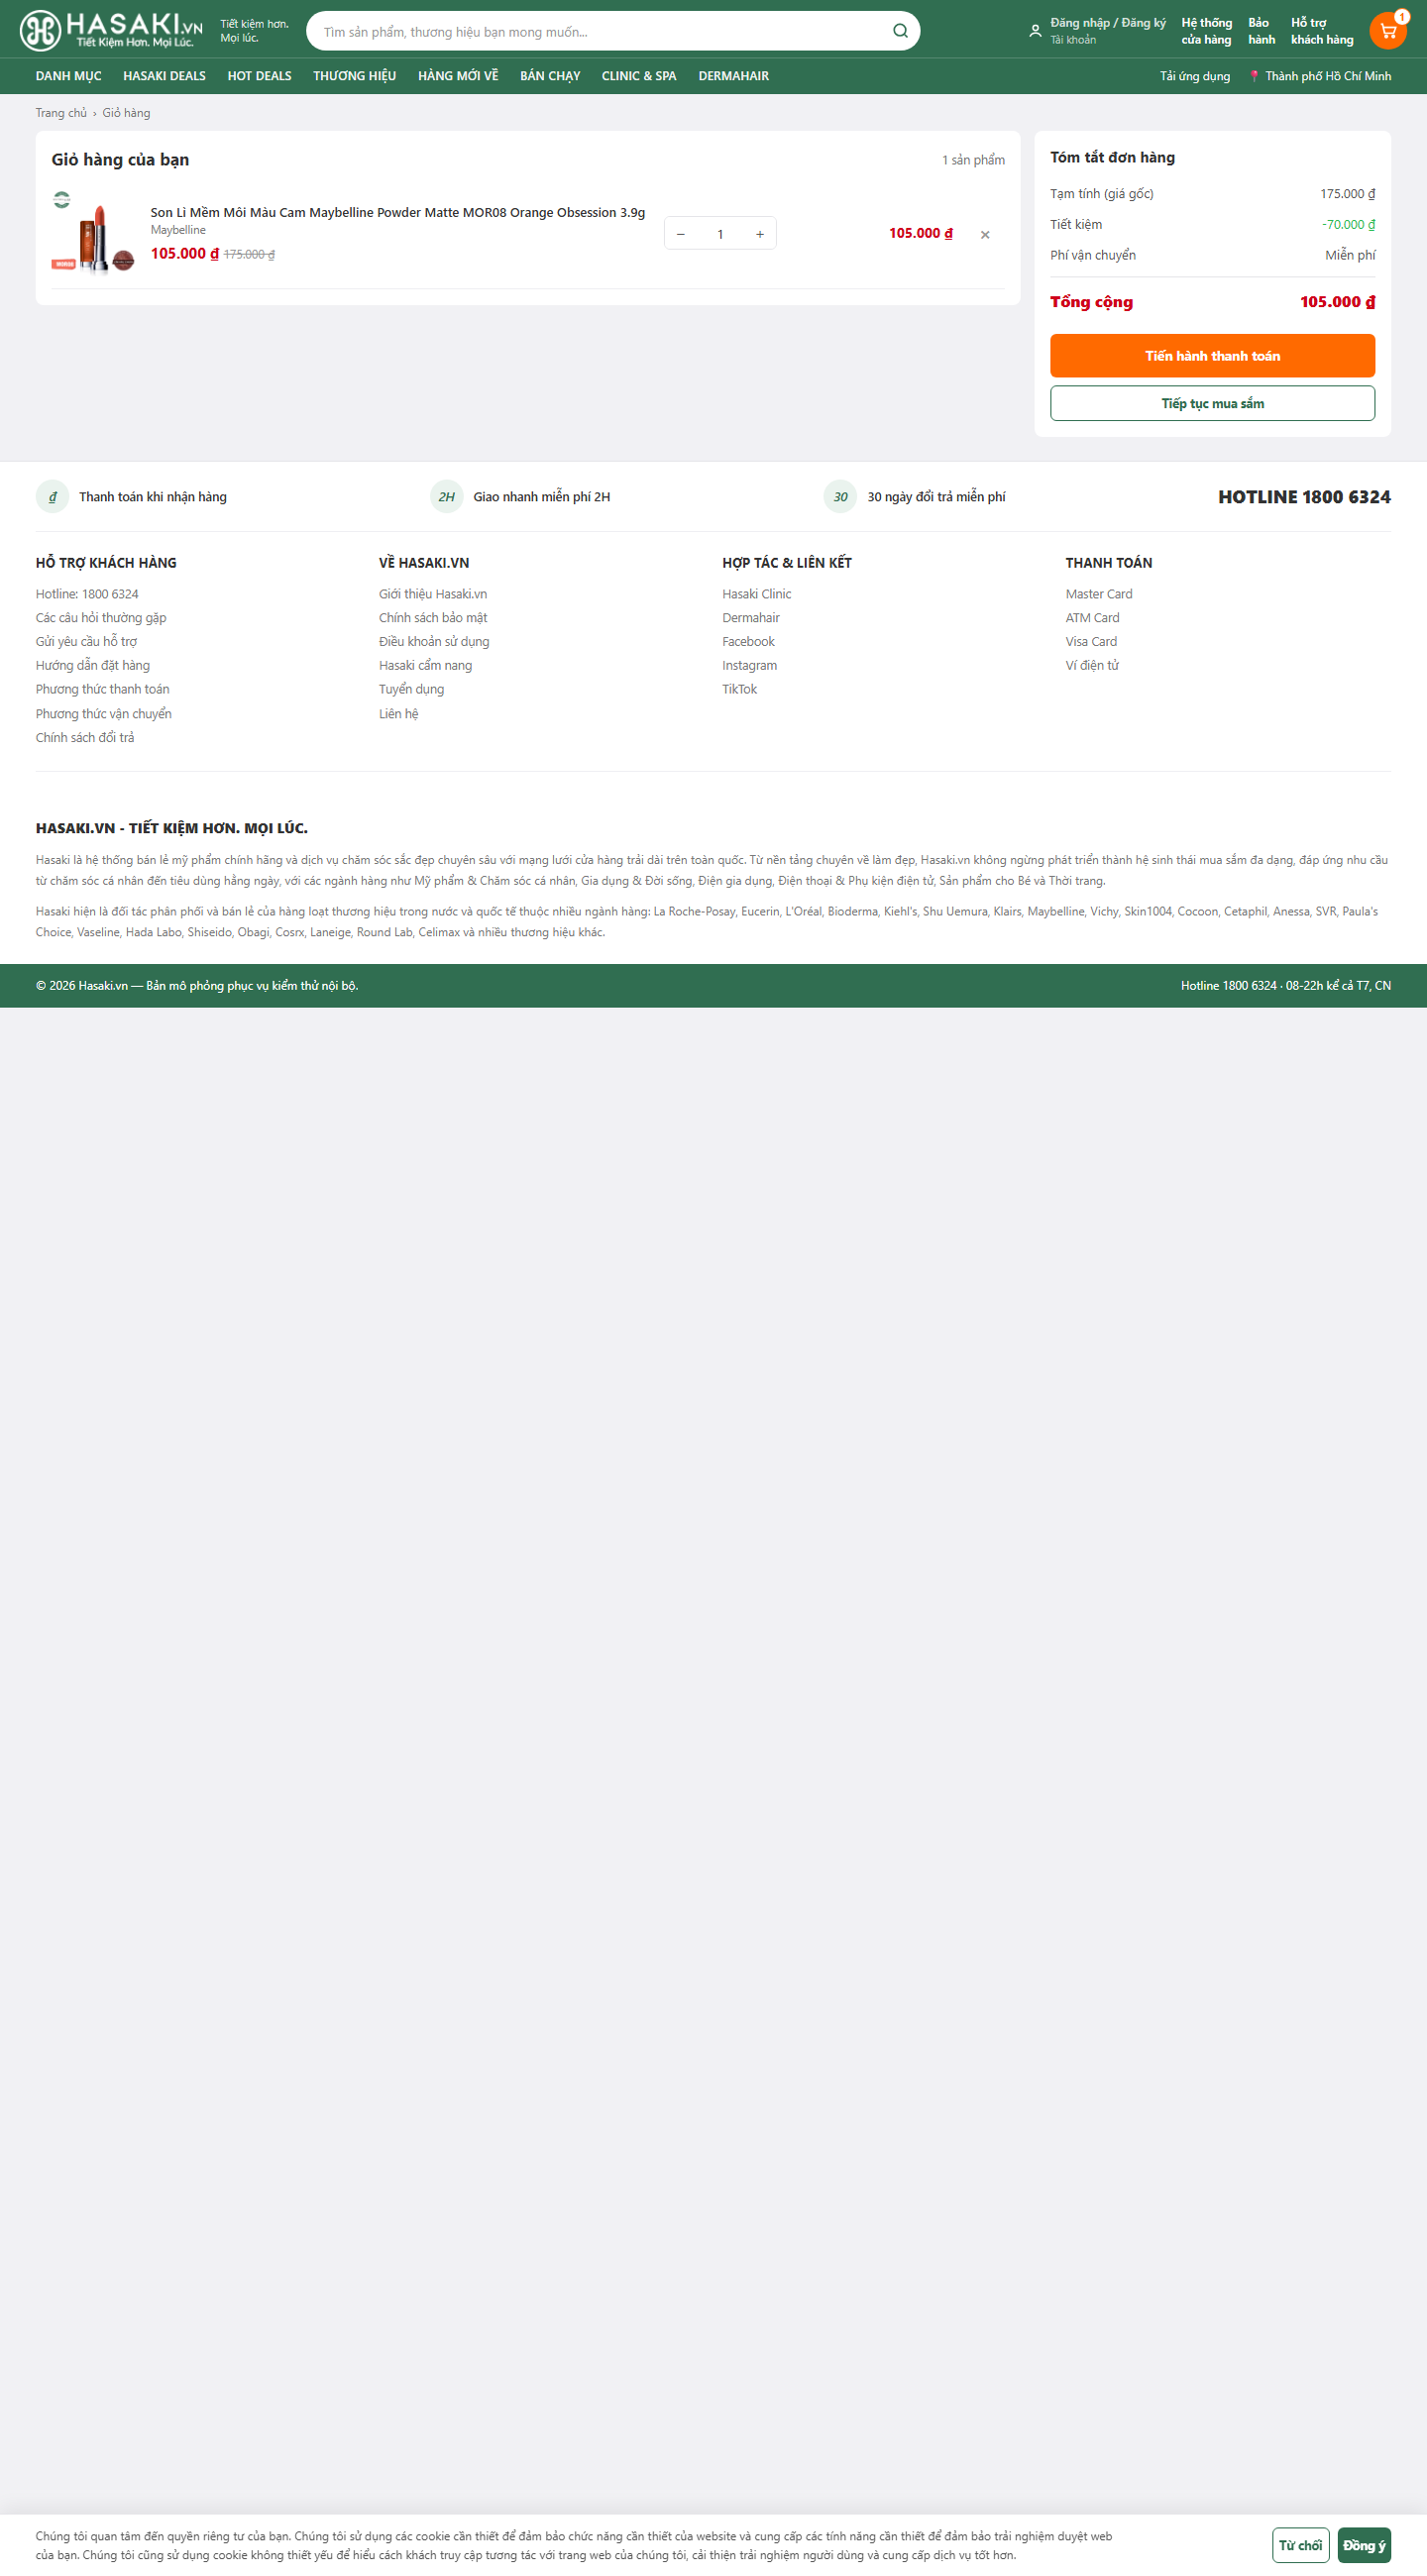 HASAKI.VN
Tiết Kiệm Hơn. Mọi Lúc.
Tiết kiệm hơn.
Mọi lúc.
Tìm sản phẩm, thương hiệu bạn mong muốn...
Đăng nhập / Đăng ký
Tài khoản
Hệ thống
cửa hàng
Bảo
hành
Hỗ trợ
khách hàng
1
DANH MỤC HASAKI DEALS HOT DEALS THƯƠNG HIỆU HÀNG MỚI VỀ BÁN CHẠY CLINIC & SPA DERMAHAIR
Tải ứng dụng Thành phố Hồ Chí Minh
Trang chủ › Giỏ hàng
Giỏ hàng của bạn
1 sản phẩm
Son Lì Mềm Môi Màu Cam Maybelline Powder Matte MOR08 Orange Obsession 3.9g
Maybelline
105.000 ₫ 175.000 ₫
− 1 +
105.000 ₫ ×
MOR08
Tóm tắt đơn hàng
Tạm tính (giá gốc) 175.000 ₫
Tiết kiệm -70.000 ₫
Phí vận chuyển Miễn phí
Tổng cộng 105.000 ₫
Tiến hành thanh toán
Tiếp tục mua sắm
₫ Thanh toán khi nhận hàng
2H Giao nhanh miễn phí 2H
30 30 ngày đổi trả miễn phí
HOTLINE 1800 6324
HỖ TRỢ KHÁCH HÀNG
Hotline: 1800 6324
Các câu hỏi thường gặp
Gửi yêu cầu hỗ trợ
Hướng dẫn đặt hàng
Phương thức thanh toán
Phương thức vận chuyển
Chính sách đổi trả
VỀ HASAKI.VN
Giới thiệu Hasaki.vn
Chính sách bảo mật
Điều khoản sử dụng
Hasaki cẩm nang
Tuyển dụng
Liên hệ
HỢP TÁC & LIÊN KẾT
Hasaki Clinic
Dermahair
Facebook
Instagram
TikTok
THANH TOÁN
Master Card
ATM Card
Visa Card
Ví điện tử
HASAKI.VN - TIẾT KIỆM HƠN. MỌI LÚC.
Hasaki là hệ thống bán lẻ mỹ phẩm chính hãng và dịch vụ chăm sóc sắc đẹp chuyên sâu với mạng lưới cửa hàng trải dài trên toàn quốc. Từ nền tảng chuyên về làm đẹp, Hasaki.vn không ngừng phát triển thành hệ sinh thái mua sắm đa dạng, đáp ứng nhu cầu
từ chăm sóc cá nhân đến tiêu dùng hằng ngày, với các ngành hàng như Mỹ phẩm & Chăm sóc cá nhân, Gia dụng & Đời sống, Điện gia dụng, Điện thoại & Phụ kiện điện tử, Sản phẩm cho Bé và Thời trang.
Hasaki hiện là đối tác phân phối và bán lẻ của hàng loạt thương hiệu trong nước và quốc tế thuộc nhiều ngành hàng: La Roche-Posay, Eucerin, L'Oréal, Bioderma, Kiehl's, Shu Uemura, Klairs, Maybelline, Vichy, Skin1004, Cocoon, Cetaphil, Anessa, SVR, Paula's
Choice, Vaseline, Hada Labo, Shiseido, Obagi, Cosrx, Laneige, Round Lab, Celimax và nhiều thương hiệu khác.
© 2026 Hasaki.vn — Bản mô phỏng phục vụ kiểm thử nội bộ.
Hotline 1800 6324 · 08-22h kể cả T7, CN
Chúng tôi quan tâm đến quyền riêng tư của bạn. Chúng tôi sử dụng các cookie cần thiết để đảm bảo chức năng cần thiết của website và cung cấp các tính năng cần thiết để đảm bảo trải nghiệm duyệt web
của bạn. Chúng tôi cũng sử dụng cookie không thiết yếu để hiểu cách khách truy cập tương tác với trang web của chúng tôi, cải thiện trải nghiệm người dùng và cung cấp dịch vụ tốt hơn.
Từ chối
Đồng ý